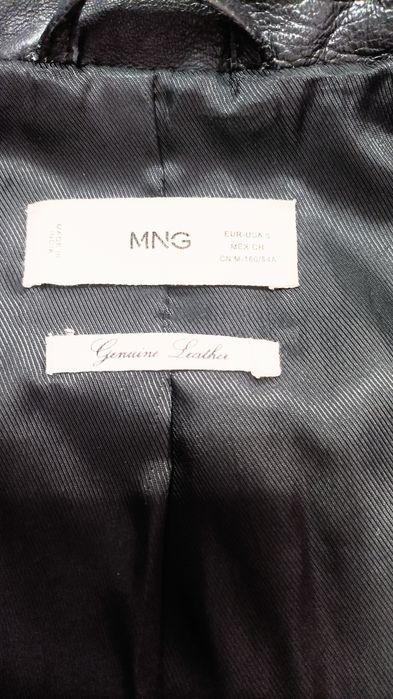 MADE IN
INDIA
MNG
EUR-USA S
MEX CH
CN M-160/84A
Genuine Leather